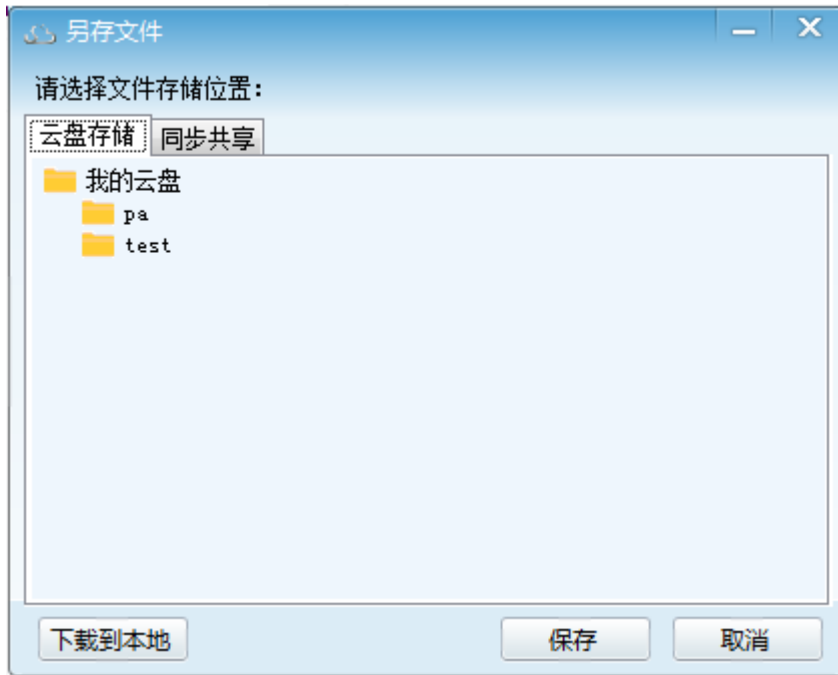 另存文件
请选择文件存储位置:
云盘存储 同步共享
我的云盘
pa
test
下载到本地 保存 取消